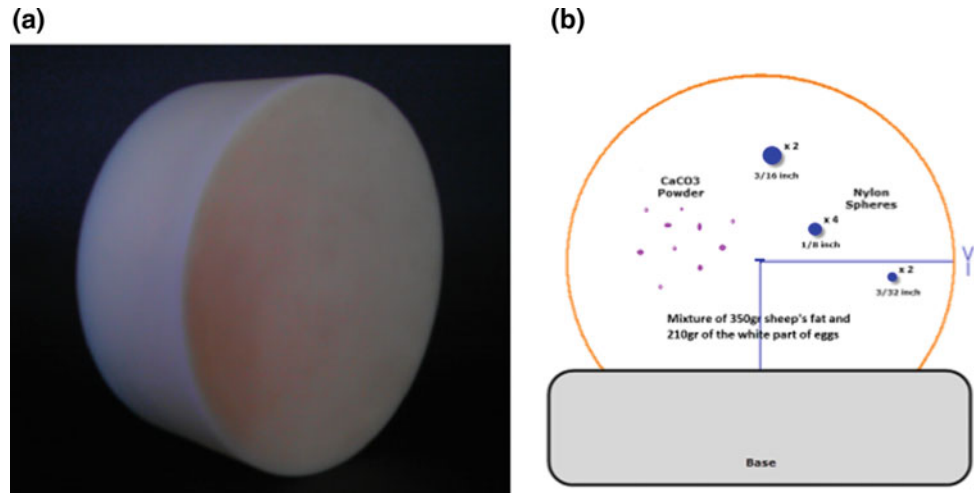 (a)
(b)
x 2
3/16 inch
CaCO3
Powder
Nylon
Spheres
x 4
1/8 inch
Y
x 2
3/32 inch
Mixture of 350gr sheep's fat and
210gr of the white part of eggs
Base